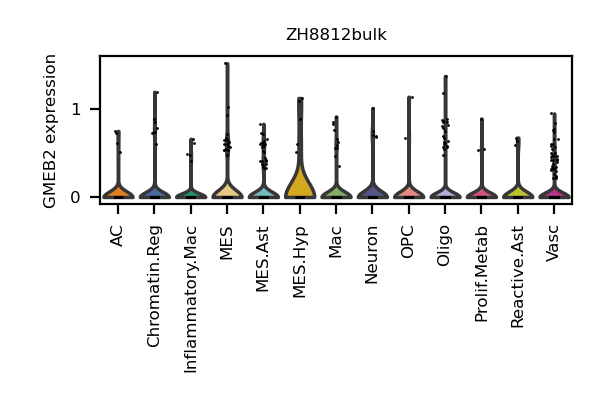 ZH8812bulk
GMEB2 expression
1
0
AC
Chromatin.Reg
Inflammatory.Mac
MES
MES.Ast
MES.Hyp
Mac
Neuron
OPC
Oligo
Prolif.Metab
Reactive.Ast
Vasc